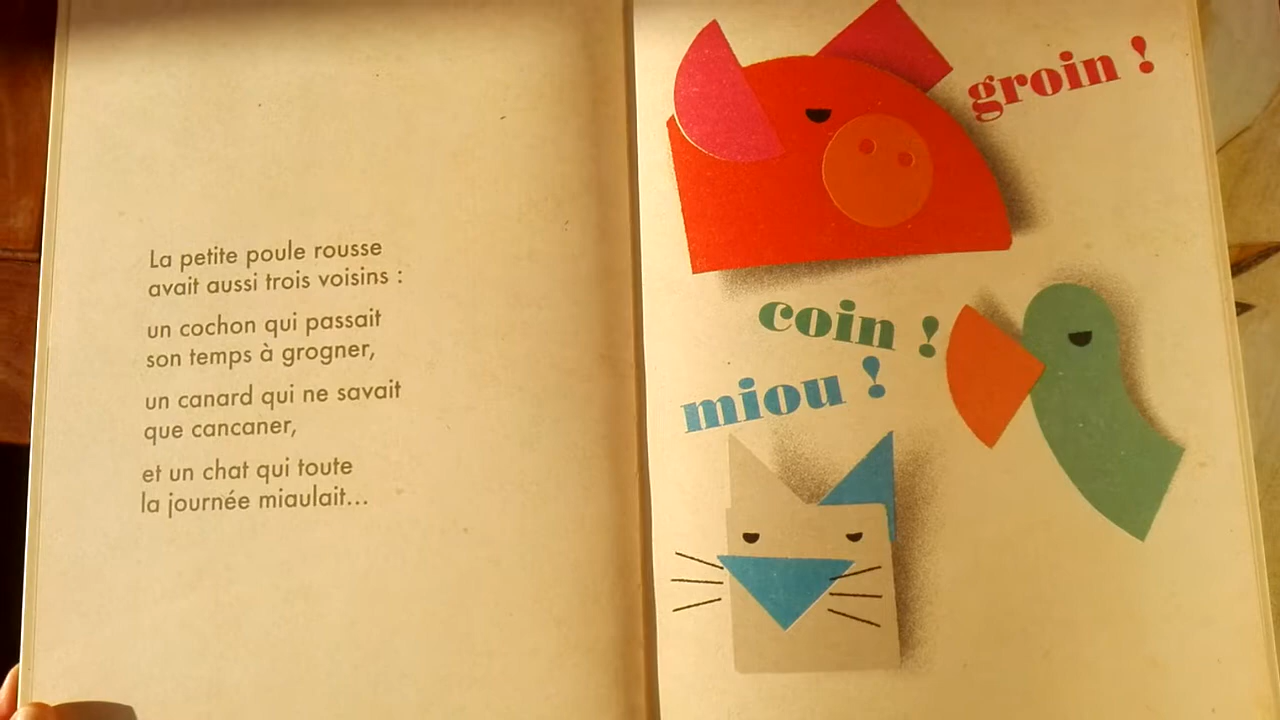 La petite poule rousse
avait aussi trois voisins :
un cochon qui passait
son temps à grogner,
un canard qui ne savait
que cancaner,
et un chat qui toute
la journée miaulait...
groin !
coin !
miou !